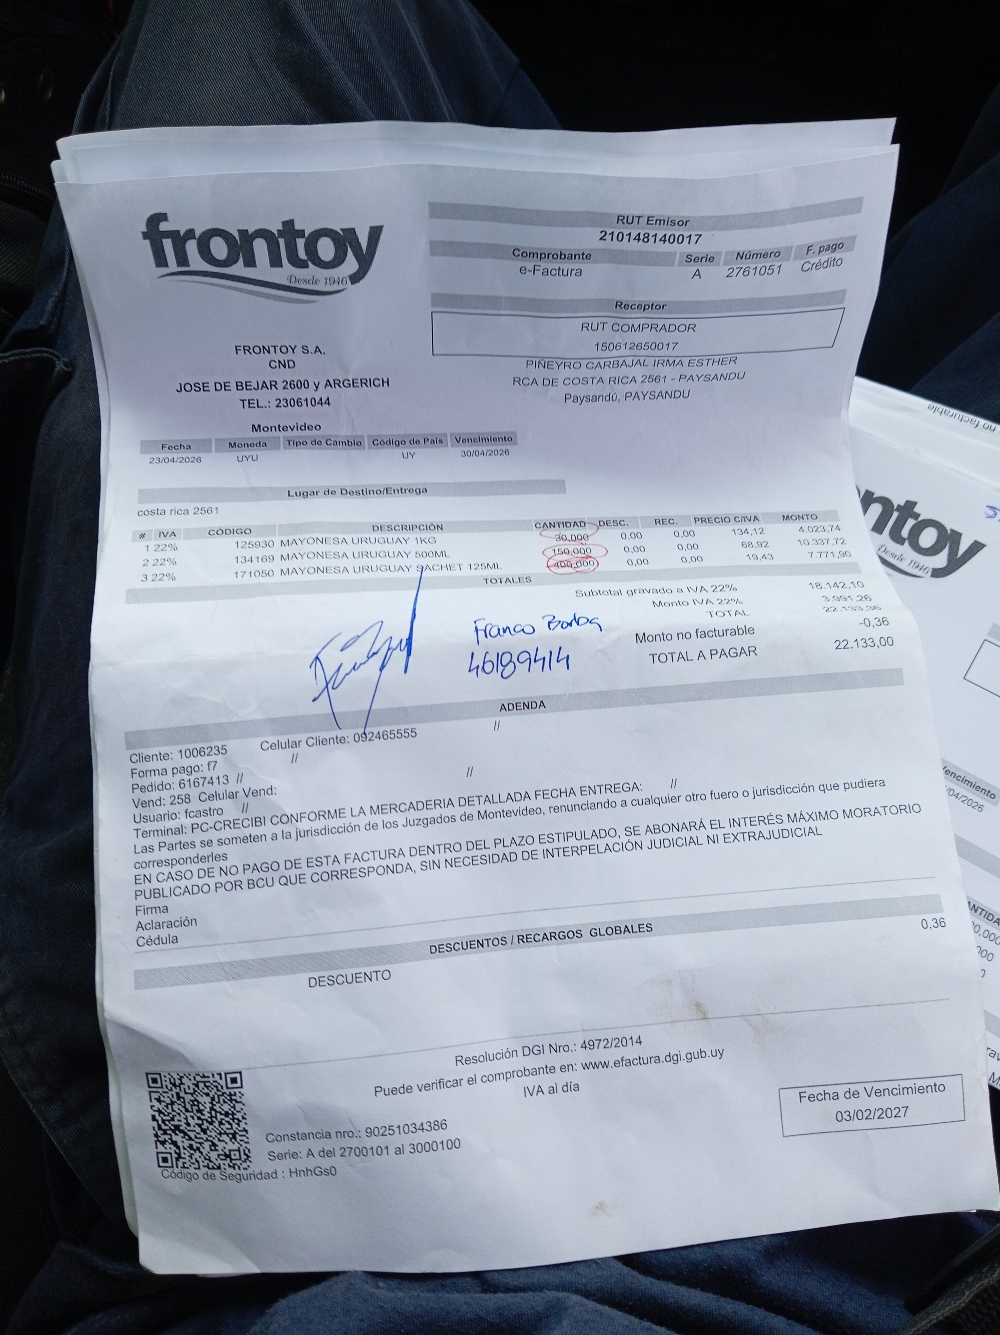 frontoy
Desde 1946
FRONTOY S.A.
CND
JOSE DE BEJAR 2600 y ARGERICH
TEL.: 23061044
Montevideo
RUT Emisor
210148140017
Comprobante Serie Número F. pago
e-Factura A 2761051 Crédito
Receptor
RUT COMPRADOR
150612650017
PIÑEYRO CARBAJAL IRMA ESTHER
RCA DE COSTA RICA 2561 - PAYSANDU
Paysandú, PAYSANDU
Fecha Moneda Tipo de Cambio Código de País Vencimiento
23/04/2026 UYU UY 30/04/2026
Lugar de Destino/Entrega
costa rica 2561
# IVA CÓDIGO DESCRIPCIÓN CANTIDAD DESC. REC. PRECIO C/IVA MONTO
1 22% 125930 MAYONESA URUGUAY 1KG 30,000 0,00 0,00 134,12 4.023,74
2 22% 134169 MAYONESA URUGUAY 500ML 150,000 0,00 0,00 68,92 10.337,72
3 22% 171050 MAYONESA URUGUAY SACHET 125ML 400,000 0,00 0,00 19,43 7.771,90
TOTALES
Subtotal gravado a IVA 22% 18.142,10
Monto IVA 22% 3.991,26
TOTAL 22.133,36
Monto no facturable -0,36
TOTAL A PAGAR 22.133,00
Franco Borba
46189414
ADENDA
Cliente: 1006235 Celular Cliente: 092465555 //
Forma pago: f7 //
Pedido: 6167413 // //
Vend: 258 Celular Vend:
Usuario: fcastro //
Terminal: PC-CRECIBI CONFORME LA MERCADERIA DETALLADA FECHA ENTREGA: //
Las Partes se someten a la jurisdicción de los Juzgados de Montevideo, renunciando a cualquier otro fuero o jurisdicción que pudiera
corresponderles
EN CASO DE NO PAGO DE ESTA FACTURA DENTRO DEL PLAZO ESTIPULADO, SE ABONARÁ EL INTERÉS MÁXIMO MORATORIO
PUBLICADO POR BCU QUE CORRESPONDA, SIN NECESIDAD DE INTERPELACIÓN JUDICIAL NI EXTRAJUDICIAL
Firma
Aclaración
Cédula
DESCUENTOS / RECARGOS GLOBALES
DESCUENTO 0,36
Resolución DGI Nro.: 4972/2014
Puede verificar el comprobante en: www.efactura.dgi.gub.uy
IVA al día
Constancia nro.: 90251034386
Serie: A del 2700101 al 3000100
Código de Seguridad : HnhGs0
Fecha de Vencimiento
03/02/2027
no facturable
ntoy
Desde 1946
encimiento
/04/2026